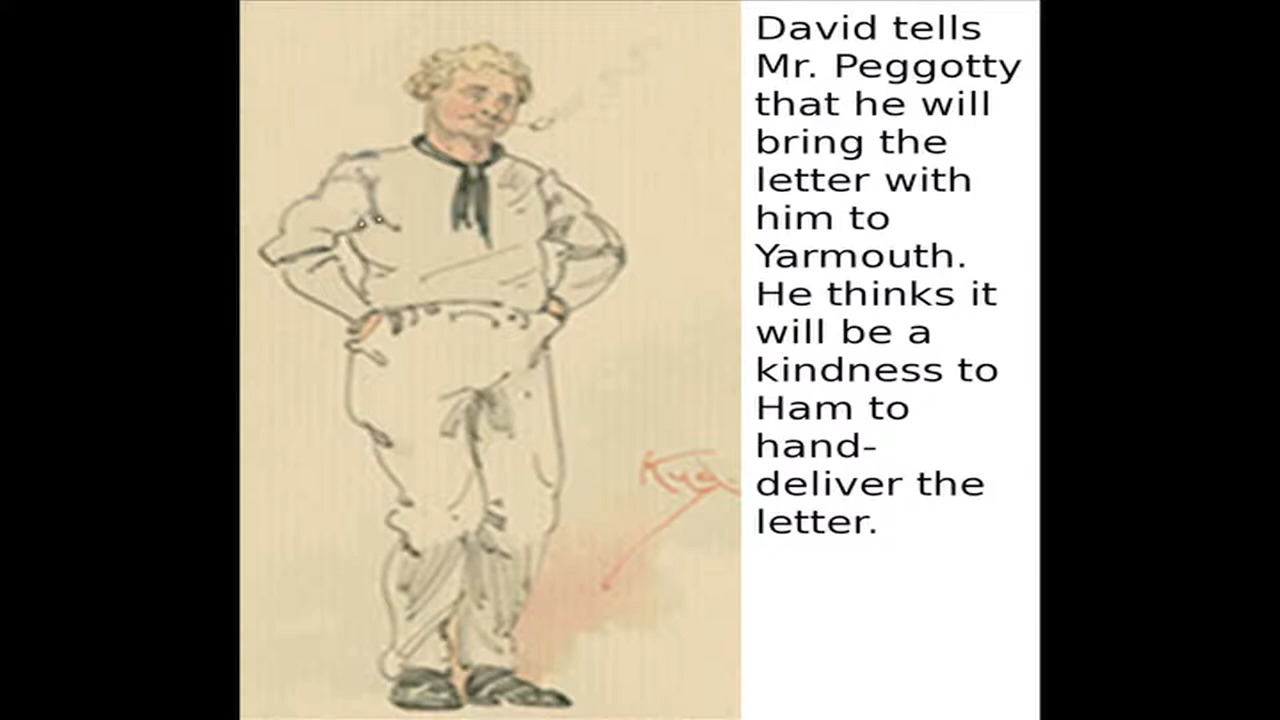 David tells
Mr. Peggotty
that he will
bring the
letter with
him to
Yarmouth.
He thinks it
will be a
kindness to
Ham to
hand-
deliver the
letter.
Kyd